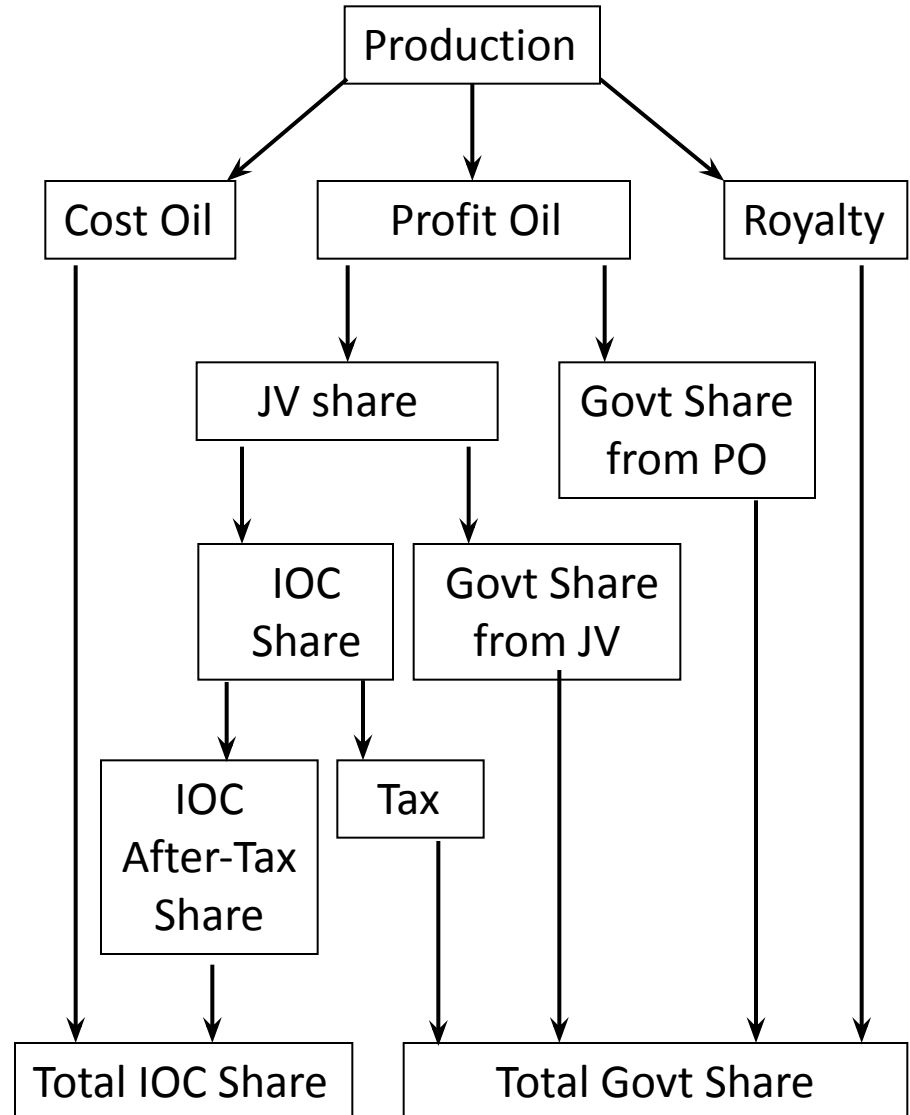 Production
Cost Oil
Profit Oil
Royalty
JV share
Govt Share
from PO
IOC
Share
Govt Share
from JV
IOC
After-Tax
Share
Tax
Total IOC Share
Total Govt Share